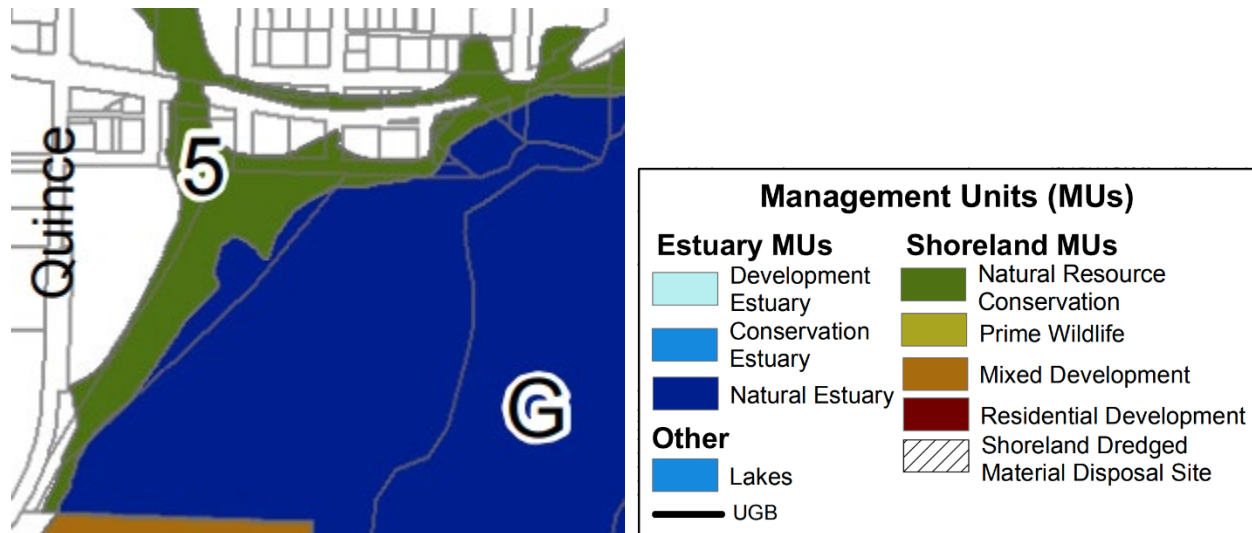 Quince
5
G
Management Units (MUs)
Estuary MUs
Development
Estuary
Conservation
Estuary
Natural Estuary
Other
Lakes
UGB
Shoreland MUs
Natural Resource
Conservation
Prime Wildlife
Mixed Development
Residential Development
Shoreland Dredged
Material Disposal Site